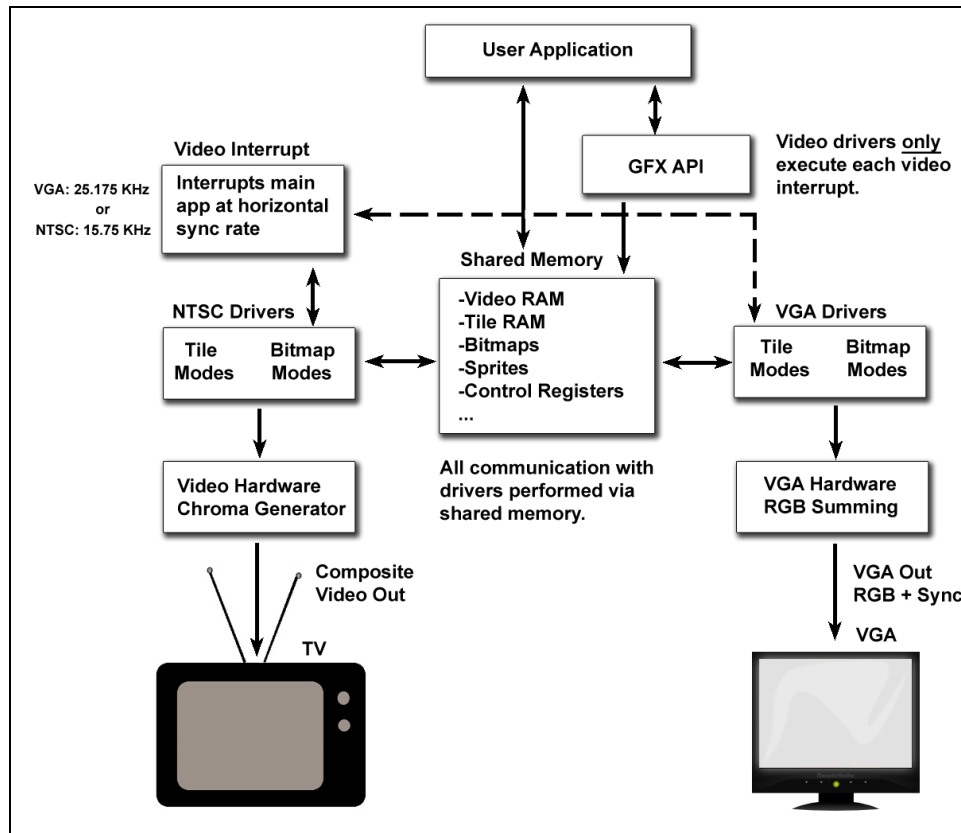 User Application
GFX API
Video drivers only
execute each video
interrupt.
Video Interrupt
Interrupts main
app at horizontal
sync rate
VGA: 25.175 KHz
or
NTSC: 15.75 KHz
Shared Memory
-Video RAM
-Tile RAM
-Bitmaps
-Sprites
-Control Registers
...
NTSC Drivers
Tile Modes
Bitmap Modes
VGA Drivers
Tile Modes
Bitmap Modes
All communication with
drivers performed via
shared memory.
Video Hardware
Chroma Generator
VGA Hardware
RGB Summing
Composite
Video Out
TV
VGA Out
RGB + Sync
VGA